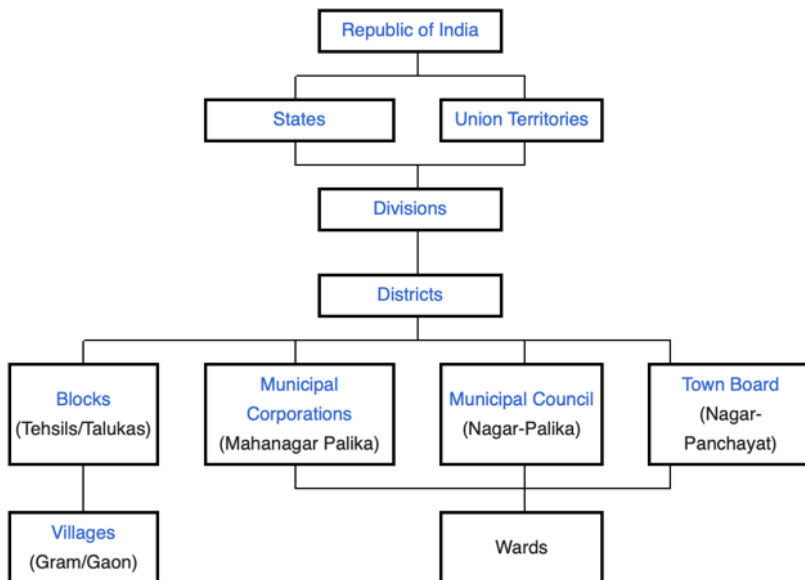 Republic of India
States
Union Territories
Divisions
Districts
Blocks
(Tehsils/Talukas)
Municipal
Corporations
(Mahanagar Palika)
Municipal Council
(Nagar-Palika)
Town Board
(Nagar-
Panchayat)
Villages
(Gram/Gaon)
Wards